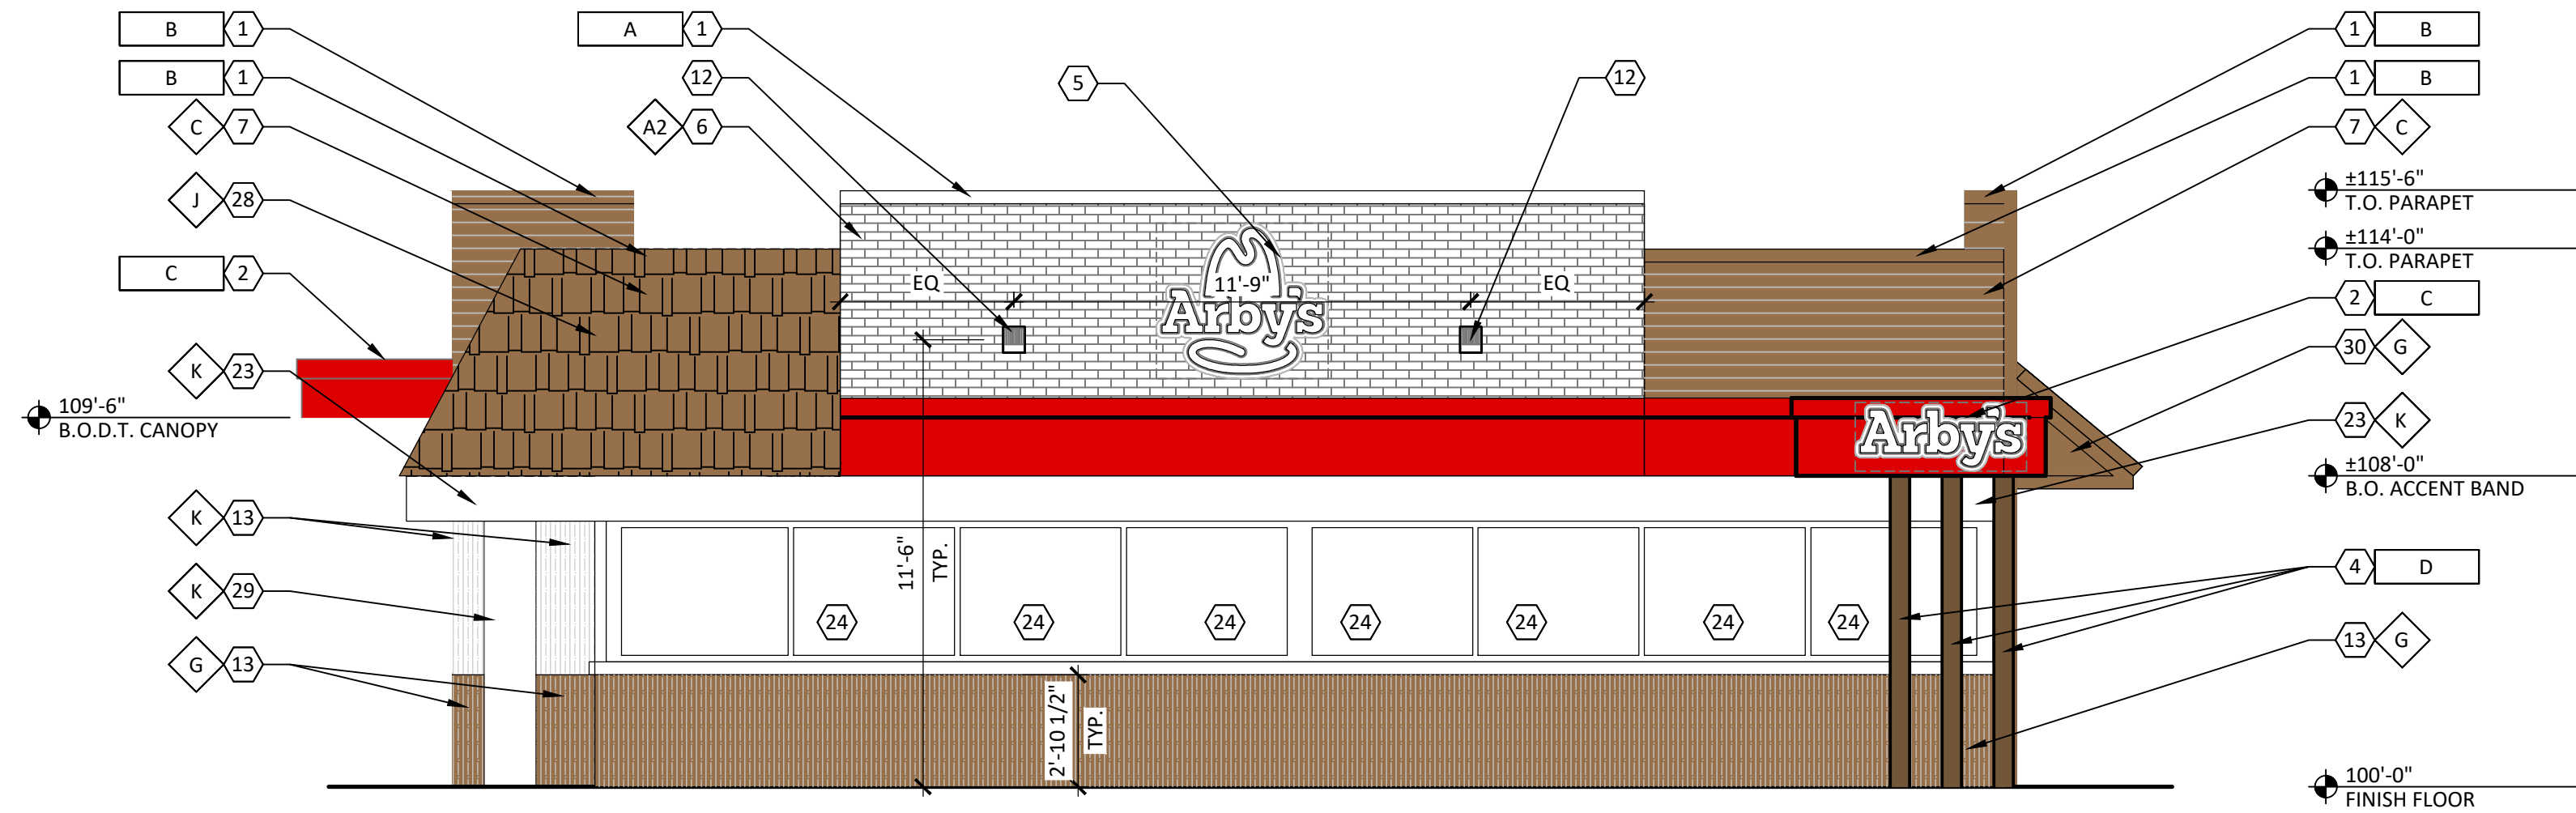 B 1
A 1
1 B
B 1
12
5
12
1 B
C 7
A2 6
7 C
J 28
±115'-6"
T.O. PARAPET
±114'-0"
T.O. PARAPET
C 2
EQ
11'-9"
EQ
2 C
Arby's
K 23
30 G
109'-6"
B.O.D.T. CANOPY
Arby's
23 K
±108'-0"
B.O. ACCENT BAND
K 13
11'-6"
TYP.
4 D
K 29
24
24
24
24
24
24
24
13 G
G 13
2'-10 1/2"
TYP.
100'-0"
FINISH FLOOR